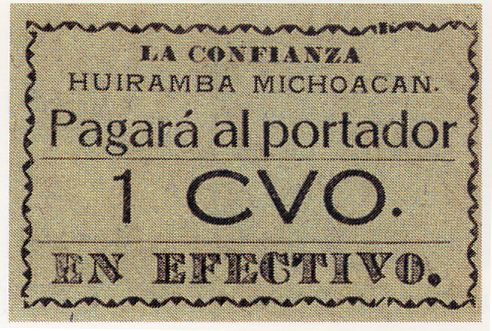 LA CONFIANZA
HUIRAMBA MICHOACAN.
Pagará al portador
1 CVO.
EN EFECTIVO.